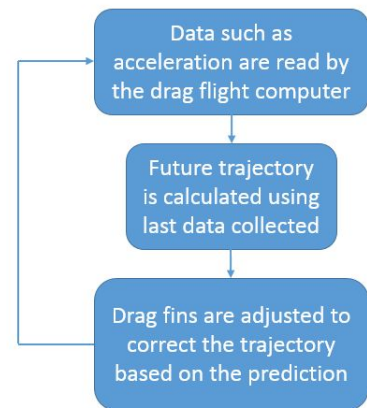 Data such as
acceleration are read by
the drag flight computer
Future trajectory
is calculated using
last data collected
Drag fins are adjusted to
correct the trajectory
based on the prediction